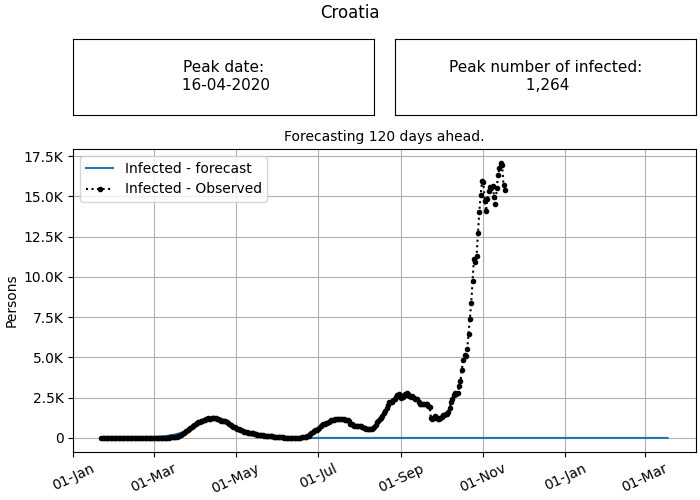 Croatia
Peak date:
16-04-2020
Peak number of infected:
1,264
Forecasting 120 days ahead.
17.5K
15.0K
12.5K
10.0K
7.5K
5.0K
2.5K
0
Persons
Infected - forecast
Infected - Observed
01-Jan
01-Mar
01-May
01-Jul
01-Sep
01-Nov
01-Jan
01-Mar